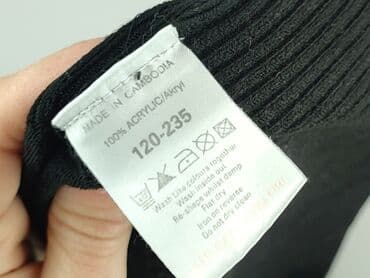 MADE IN CAMBODIA
100% ACRYLIC/Akryl
120-235
Wash Like colours together
Wash inside out
Re-shape whilst damp
Dry flat
Iron on reverse
Do not dry clean